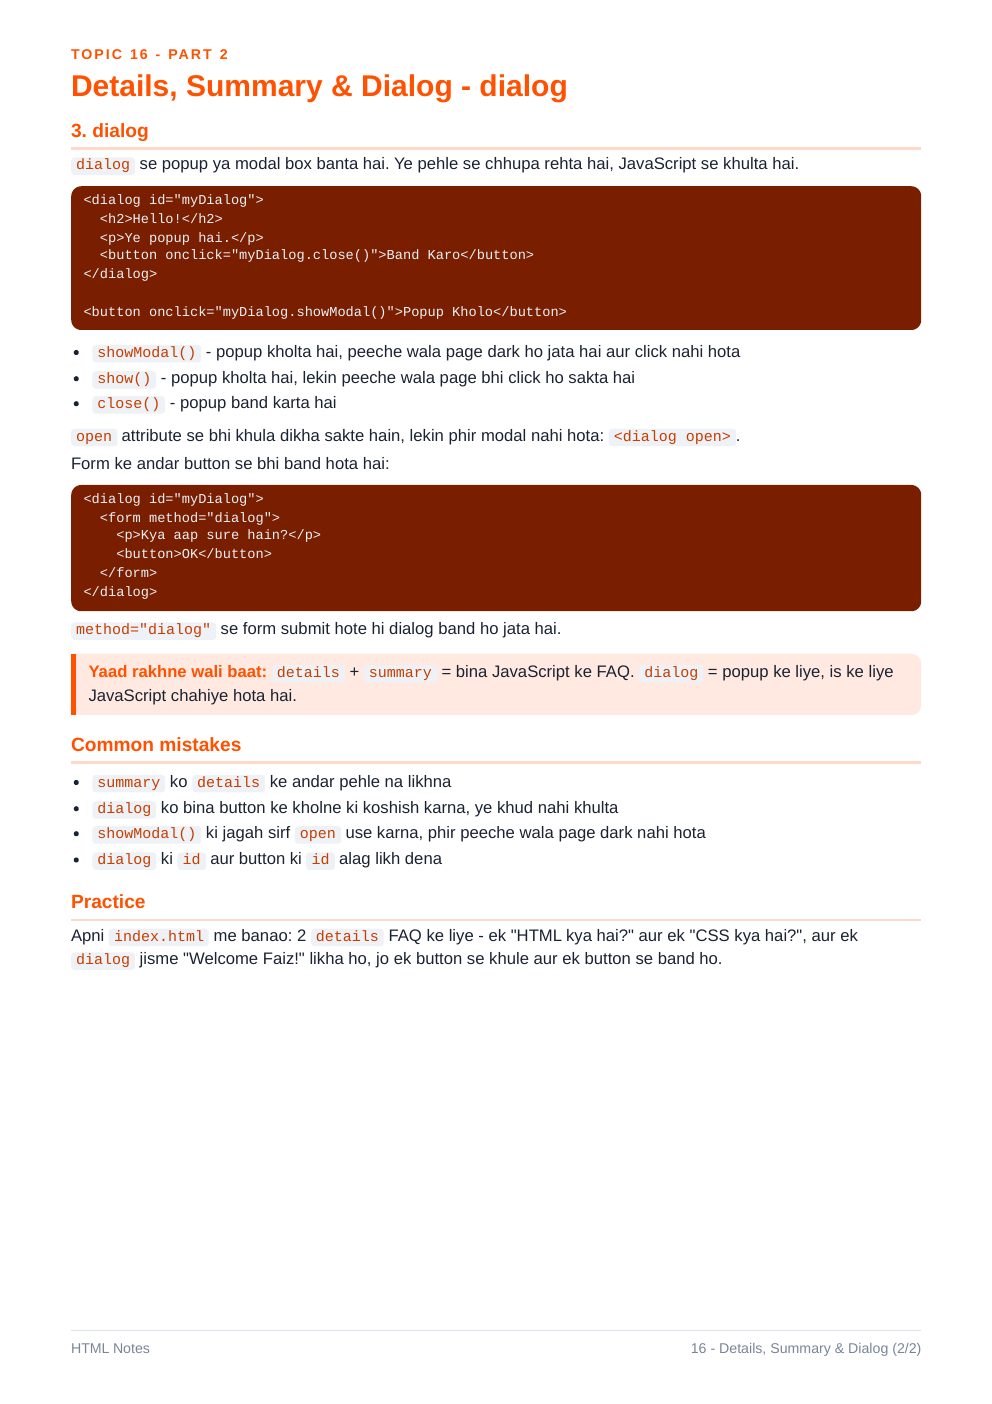 TOPIC 16 - PART 2
Details, Summary & Dialog - dialog
3. dialog
dialog se popup ya modal box banta hai. Ye pehle se chhupa rehta hai, JavaScript se khulta hai.
<dialog id="myDialog">
  <h2>Hello!</h2>
  <p>Ye popup hai.</p>
  <button onclick="myDialog.close()">Band Karo</button>
</dialog>

<button onclick="myDialog.showModal()">Popup Kholo</button>
• showModal() - popup kholta hai, peeche wala page dark ho jata hai aur click nahi hota
• show() - popup kholta hai, lekin peeche wala page bhi click ho sakta hai
• close() - popup band karta hai
open attribute se bhi khula dikha sakte hain, lekin phir modal nahi hota: <dialog open>.
Form ke andar button se bhi band hota hai:
<dialog id="myDialog">
  <form method="dialog">
    <p>Kya aap sure hain?</p>
    <button>OK</button>
  </form>
</dialog>
method="dialog" se form submit hote hi dialog band ho jata hai.
Yaad rakhne wali baat: details + summary = bina JavaScript ke FAQ. dialog = popup ke liye, is ke liye
JavaScript chahiye hota hai.
Common mistakes
• summary ko details ke andar pehle na likhna
• dialog ko bina button ke kholne ki koshish karna, ye khud nahi khulta
• showModal() ki jagah sirf open use karna, phir peeche wala page dark nahi hota
• dialog ki id aur button ki id alag likh dena
Practice
Apni index.html me banao: 2 details FAQ ke liye - ek "HTML kya hai?" aur ek "CSS kya hai?", aur ek
dialog jisme "Welcome Faiz!" likha ho, jo ek button se khule aur ek button se band ho.
HTML Notes
16 - Details, Summary & Dialog (2/2)